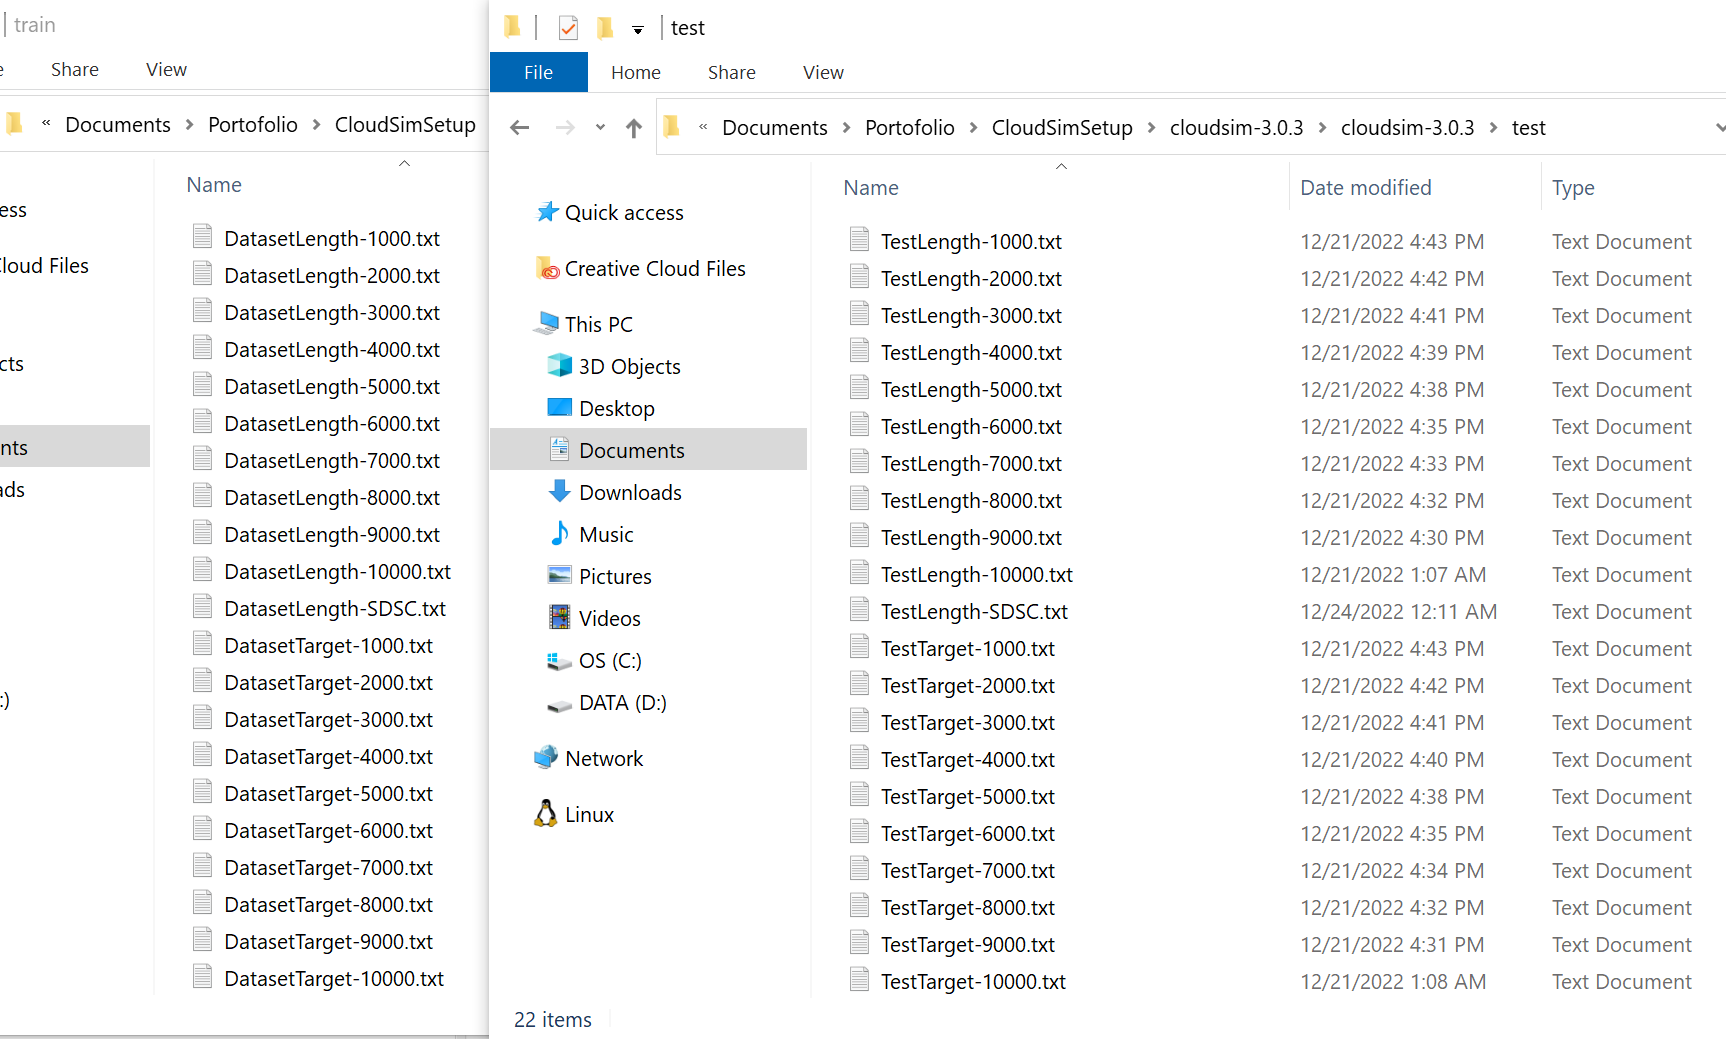 train
Share View
Documents Portofolio CloudSimSetup
Name
ess
loud Files
cts
nts
ads
:)
DatasetLength-1000.txt
DatasetLength-2000.txt
DatasetLength-3000.txt
DatasetLength-4000.txt
DatasetLength-5000.txt
DatasetLength-6000.txt
DatasetLength-7000.txt
DatasetLength-8000.txt
DatasetLength-9000.txt
DatasetLength-10000.txt
DatasetLength-SDSC.txt
DatasetTarget-1000.txt
DatasetTarget-2000.txt
DatasetTarget-3000.txt
DatasetTarget-4000.txt
DatasetTarget-5000.txt
DatasetTarget-6000.txt
DatasetTarget-7000.txt
DatasetTarget-8000.txt
DatasetTarget-9000.txt
DatasetTarget-10000.txt
test
File Home Share View
Documents Portofolio CloudSimSetup cloudsim-3.0.3 cloudsim-3.0.3 test
Quick access
Creative Cloud Files
This PC
3D Objects
Desktop
Documents
Downloads
Music
Pictures
Videos
OS (C:)
DATA (D:)
Network
Linux
Name Date modified Type
TestLength-1000.txt 12/21/2022 4:43 PM Text Document
TestLength-2000.txt 12/21/2022 4:42 PM Text Document
TestLength-3000.txt 12/21/2022 4:41 PM Text Document
TestLength-4000.txt 12/21/2022 4:39 PM Text Document
TestLength-5000.txt 12/21/2022 4:38 PM Text Document
TestLength-6000.txt 12/21/2022 4:35 PM Text Document
TestLength-7000.txt 12/21/2022 4:33 PM Text Document
TestLength-8000.txt 12/21/2022 4:32 PM Text Document
TestLength-9000.txt 12/21/2022 4:30 PM Text Document
TestLength-10000.txt 12/21/2022 1:07 AM Text Document
TestLength-SDSC.txt 12/24/2022 12:11 AM Text Document
TestTarget-1000.txt 12/21/2022 4:43 PM Text Document
TestTarget-2000.txt 12/21/2022 4:42 PM Text Document
TestTarget-3000.txt 12/21/2022 4:41 PM Text Document
TestTarget-4000.txt 12/21/2022 4:40 PM Text Document
TestTarget-5000.txt 12/21/2022 4:38 PM Text Document
TestTarget-6000.txt 12/21/2022 4:35 PM Text Document
TestTarget-7000.txt 12/21/2022 4:34 PM Text Document
TestTarget-8000.txt 12/21/2022 4:32 PM Text Document
TestTarget-9000.txt 12/21/2022 4:31 PM Text Document
TestTarget-10000.txt 12/21/2022 1:08 AM Text Document
22 items